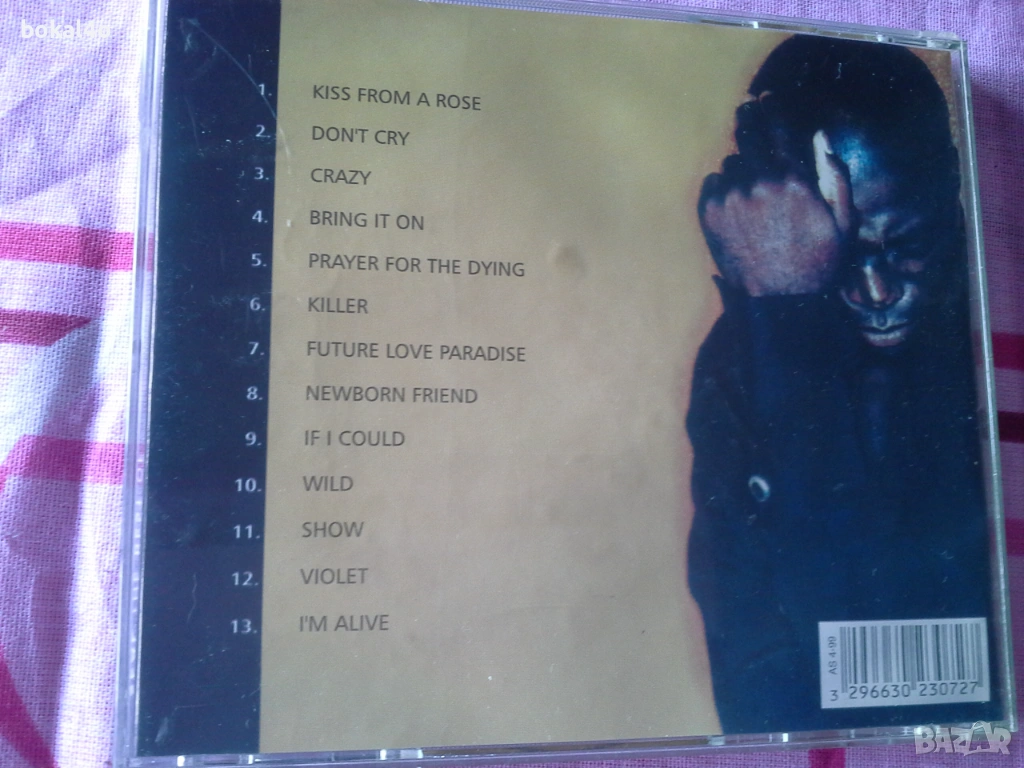 bokal48
1. KISS FROM A ROSE
2. DON'T CRY
3. CRAZY
4. BRING IT ON
5. PRAYER FOR THE DYING
6. KILLER
7. FUTURE LOVE PARADISE
8. NEWBORN FRIEND
9. IF I COULD
10. WILD
11. SHOW
12. VIOLET
13. I'M ALIVE
AS 4-99
3 296630 230727
BAZAR